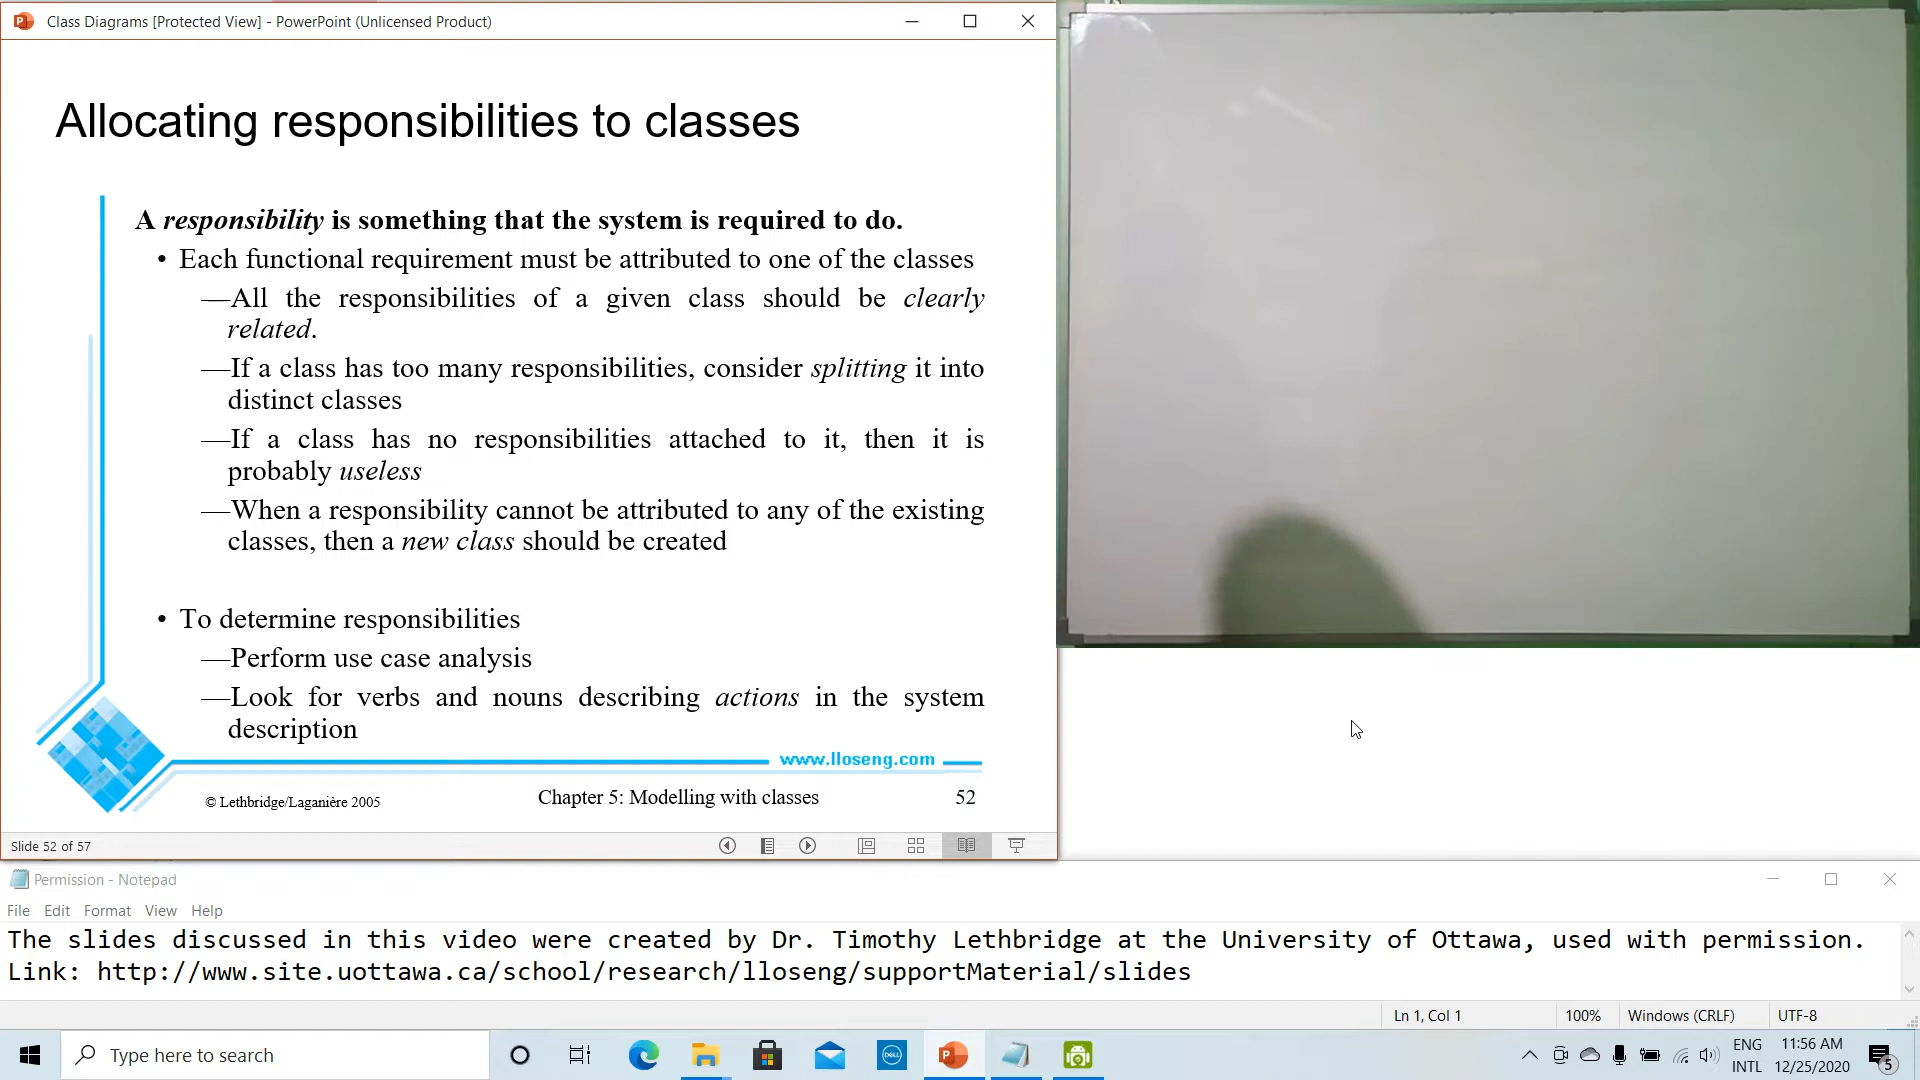 Class Diagrams [Protected View] - PowerPoint (Unlicensed Product)
Allocating responsibilities to classes
A responsibility is something that the system is required to do.
• Each functional requirement must be attributed to one of the classes
—All the responsibilities of a given class should be clearly
related.
—If a class has too many responsibilities, consider splitting it into
distinct classes
—If a class has no responsibilities attached to it, then it is
probably useless
—When a responsibility cannot be attributed to any of the existing
classes, then a new class should be created
• To determine responsibilities
—Perform use case analysis
—Look for verbs and nouns describing actions in the system
description
www.lloseng.com
© Lethbridge/Laganière 2005
Chapter 5: Modelling with classes
52
Slide 52 of 57
Permission - Notepad
File Edit Format View Help
The slides discussed in this video were created by Dr. Timothy Lethbridge at the University of Ottawa, used with permission.
Link: http://www.site.uottawa.ca/school/research/lloseng/supportMaterial/slides
Ln 1, Col 1
100%
Windows (CRLF)
UTF-8
Type here to search
DELL
ENG
INTL
11:56 AM
12/25/2020
5